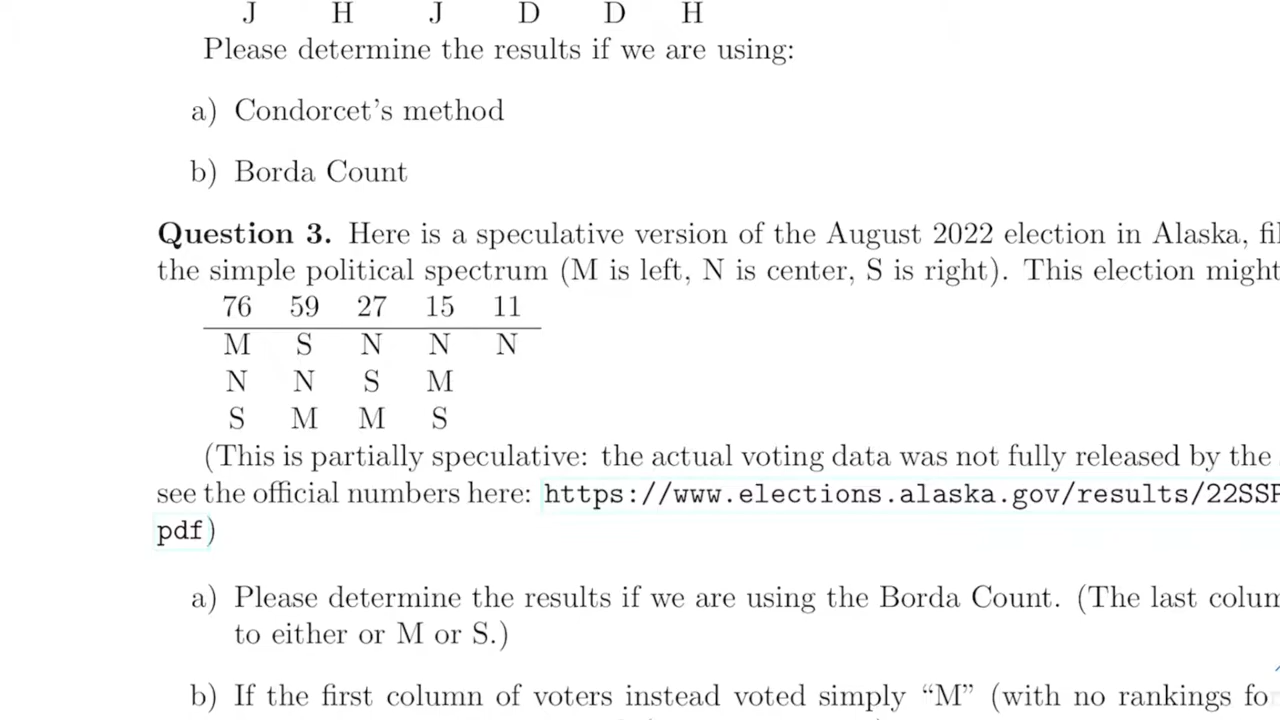 J H J D D H
Please determine the results if we are using:
a) Condorcet's method
b) Borda Count
Question 3. Here is a speculative version of the August 2022 election in Alaska,
the simple political spectrum (M is left, N is center, S is right). This election might
76 59 27 15 11
M S N N N
N N S M
S M M S
(This is partially speculative: the actual voting data was not fully released by the
see the official numbers here: https://www.elections.alaska.gov/results/22SSP
pdf)
a) Please determine the results if we are using the Borda Count. (The last colum
to either or M or S.)
b) If the first column of voters instead voted simply “M” (with no rankings fo